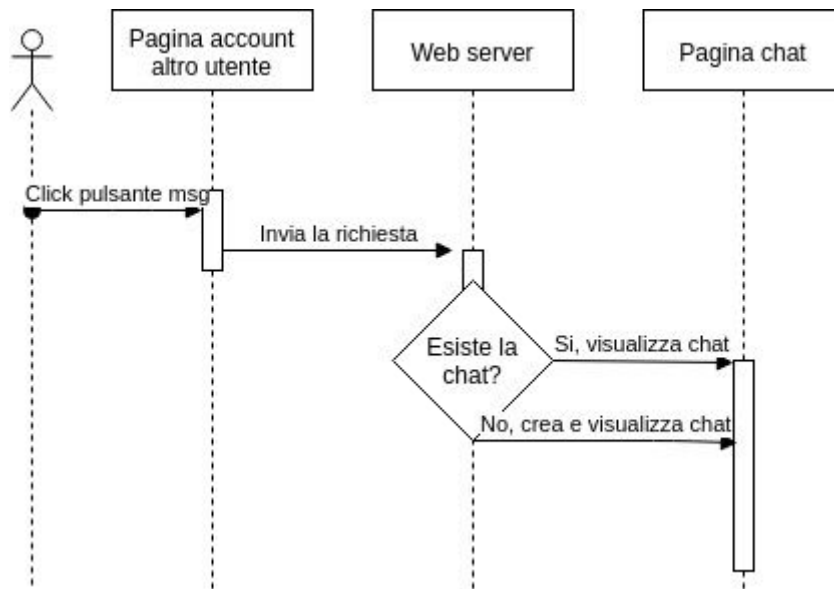 Pagina account
altro utente
Web server
Pagina chat
Click pulsante msg
Invia la richiesta
Esiste la
chat?
Si, visualizza chat
No, crea e visualizza chat